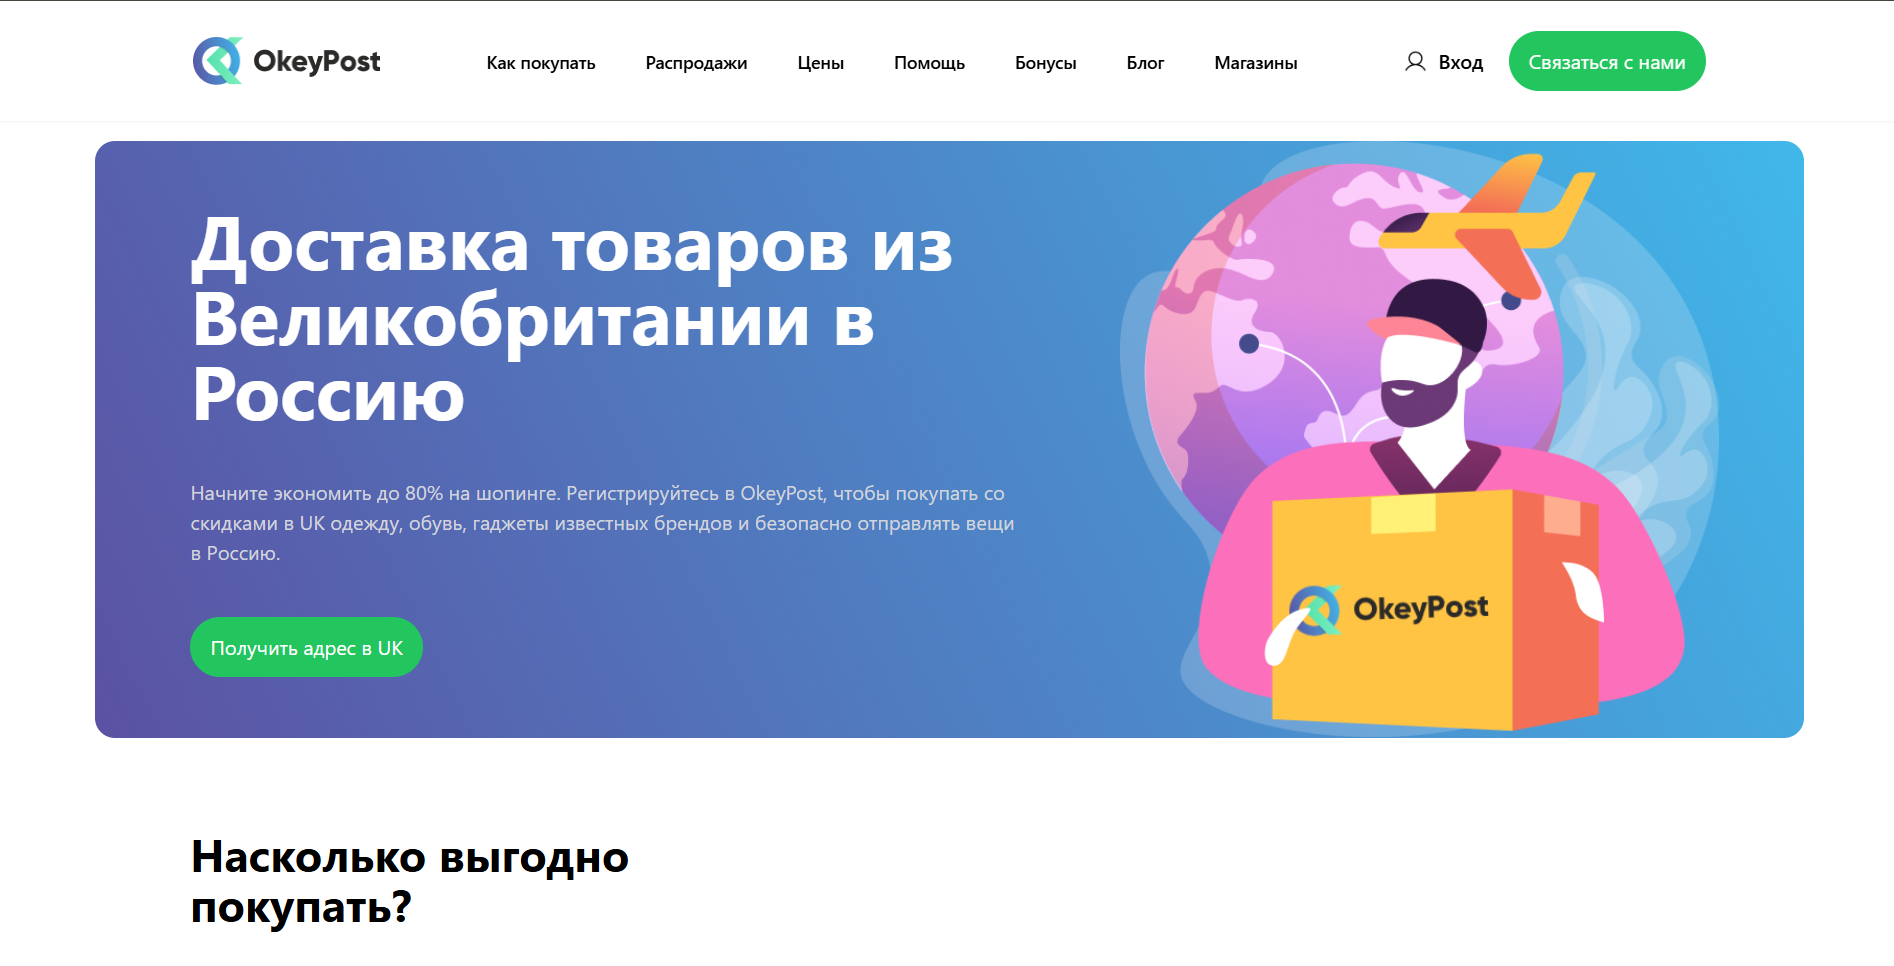 OkeyPost
Как покупать
Распродажи
Цены
Помощь
Бонусы
Блог
Магазины
Вход
Связаться с нами
Доставка товаров из
Великобритании в
Россию
Начните экономить до 80% на шопинге. Регистрируйтесь в OkeyPost, чтобы покупать со
скидками в UK одежду, обувь, гаджеты известных брендов и безопасно отправлять вещи
в Россию.
Получить адрес в UK
OkeyPost
Насколько выгодно
покупать?